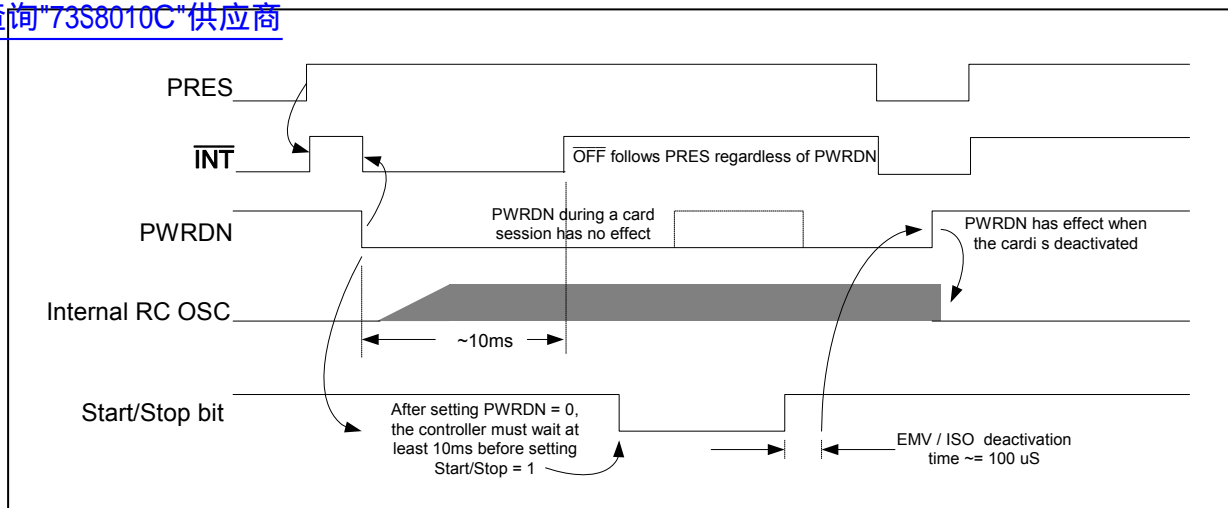 查询"73S8010C"供应商
PRES
INT
OFF follows PRES regardless of PWRDN
PWRDN
PWRDN during a card
session has no effect
PWRDN has effect when
the cardi s deactivated
Internal RC OSC
~10ms
Start/Stop bit
After setting PWRDN = 0,
the controller must wait at
least 10ms before setting
Start/Stop = 1
EMV / ISO deactivation
time ~= 100 uS